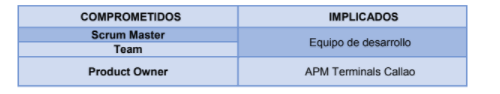 COMPROMETIDOS IMPLICADOS
Scrum Master
Equipo de desarrollo
Team
Product Owner APM Terminals Callao